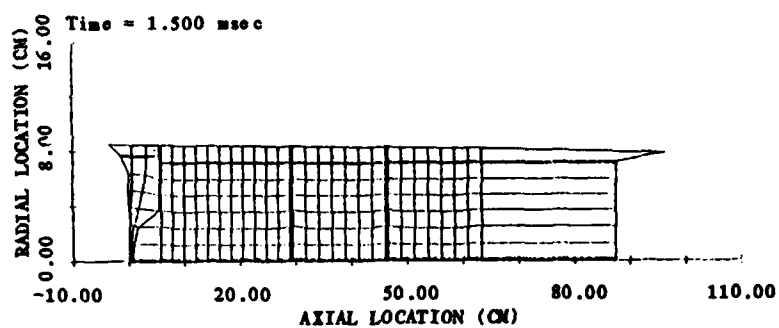 Time = 1.500 msec
RADIAL LOCATION (CM)
16.00
8.00
0.00
-10.00 20.00 50.00 80.00 110.00
AXIAL LOCATION (CM)